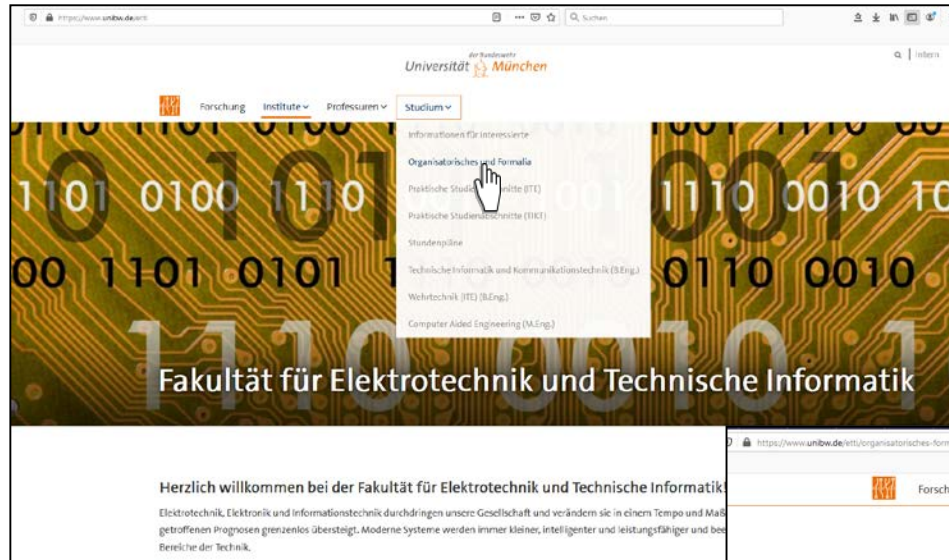 https://www.unibw.de/etti
Suchen
der Bundeswehr
Universität München
Intern
Forschung Institute Professuren Studium
Informationen für Interessierte
Organisatorisches und Formalia
Praktische Studienabschnitte (ITE)
Praktische Studienabschnitte (TIKT)
Stundenpläne
Technische Informatik und Kommunikationstechnik (B.Eng.)
Wehrtechnik (ITE) (B.Eng.)
Computer Aided Engineering (M.Eng.)
1101 0100 1110 1110 0010 10
00 1101 0101 0110 0010
1110
Fakultät für Elektrotechnik und Technische Informatik
https://www.unibw.de/etti/organisatorisches-form
Forsch
Herzlich willkommen bei der Fakultät für Elektrotechnik und Technische Informatik!
Elektrotechnik, Elektronik und Informationstechnik durchdringen unsere Gesellschaft und verändern sie in einem Tempo und Maß
getroffenen Prognosen grenzenlos übersteigt. Moderne Systeme werden immer kleiner, intelligenter und leistungsfähiger und bee
Bereiche der Technik.